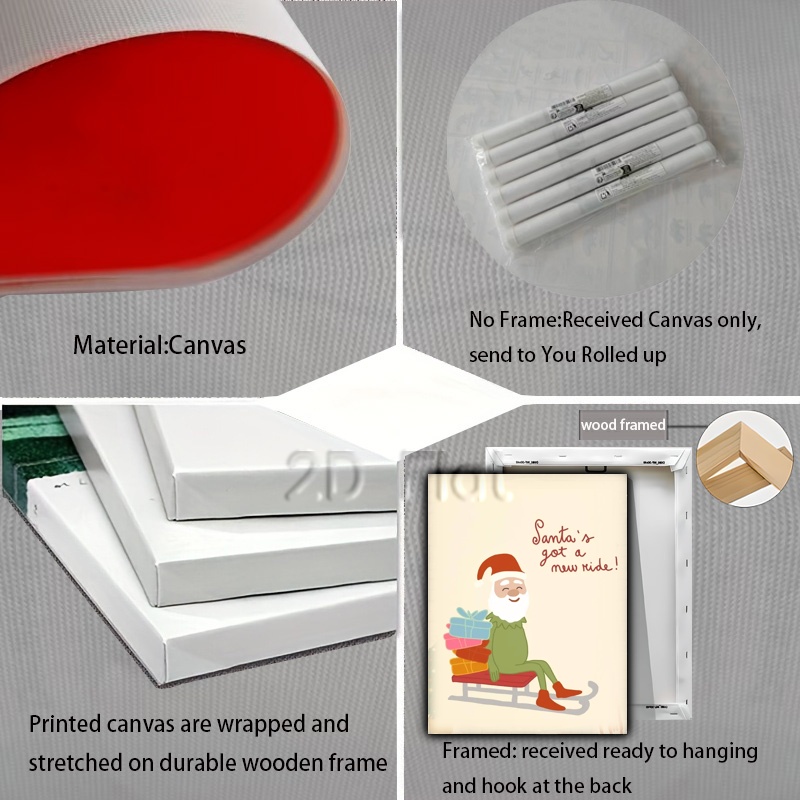 Material:Canvas
No Frame:Received Canvas only,
send to You Rolled up
2D Flat
wood framed
Santa's
got a
new ride!
Printed canvas are wrapped and
stretched on durable wooden frame
Framed: received ready to hanging
and hook at the back